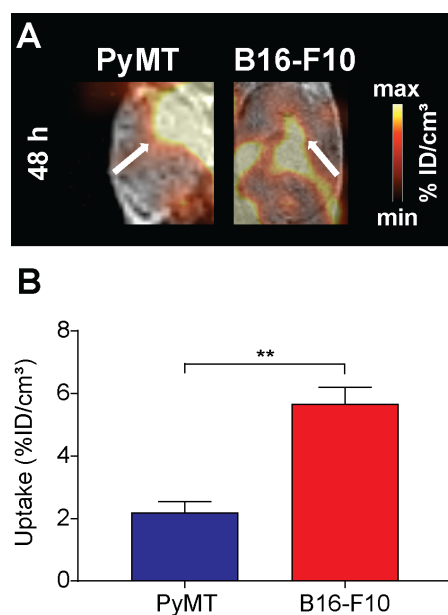 A
PyMT
B16-F10
48 h
max
min
% ID/cm³
B
Uptake (%ID/cm³)
8
6
4
2
0
**
PyMT
B16-F10